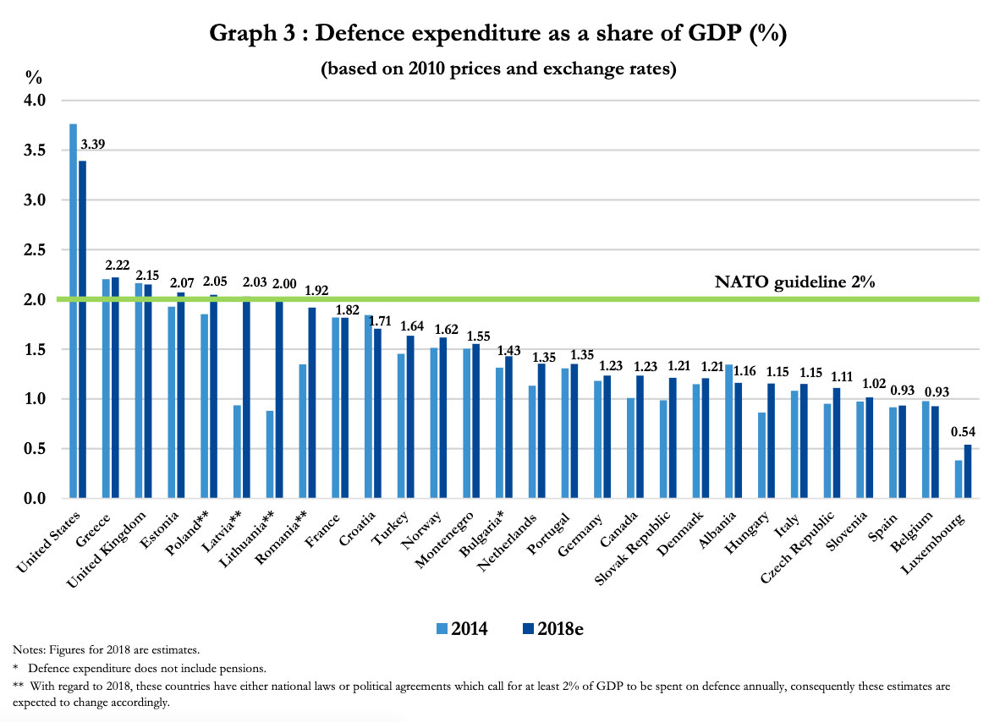 Graph 3 : Defence expenditure as a share of GDP (%)
(based on 2010 prices and exchange rates)
%
4.0
3.5
3.0
2.5
2.0
1.5
1.0
0.5
0.0
3.39
2.22
2.15
2.07
2.05
2.03
2.00
1.92
1.82
1.71
1.64
1.62
1.55
1.43
1.35
1.35
1.23
1.23
1.21
1.21
1.16
1.15
1.15
1.11
1.02
0.93
0.93
0.54
NATO guideline 2%
United States
Greece
United Kingdom
Estonia
Poland**
Latvia**
Lithuania**
Romania**
France
Croatia
Turkey
Norway
Montenegro
Bulgaria*
Netherlands
Portugal
Germany
Canada
Slovak Republic
Denmark
Albania
Hungary
Italy
Czech Republic
Slovenia
Spain
Belgium
Luxembourg
2014 2018e
Notes: Figures for 2018 are estimates.
* Defence expenditure does not include pensions.
** With regard to 2018, these countries have either national laws or political agreements which call for at least 2% of GDP to be spent on defence annually, consequently these estimates are
expected to change accordingly.